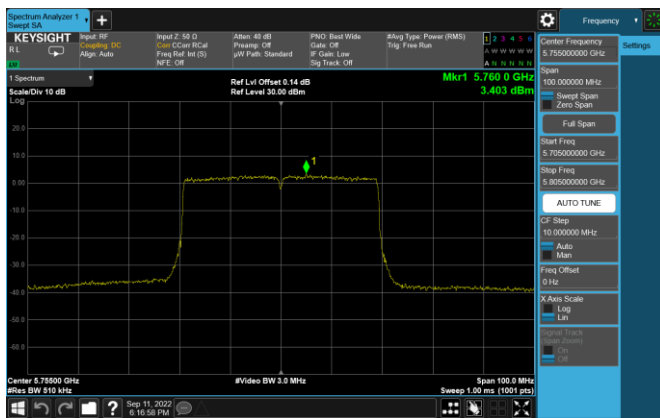 Spectrum Analyzer 1
Swept SA
Frequency
KEYSIGHT
R L
Input: RF
Coupling: DC
Align: Auto
Input Z: 50 Ω
Corr CCorr RCal
Freq Ref: Int (S)
NFE: Off
Atten: 40 dB
Preamp: Off
µW Path: Standard
PNO: Best Wide
Gate: Off
IF Gain: Low
Sig Track: Off
#Avg Type: Power (RMS)
Trig: Free Run
1 2 3 4 5 6
A W W W W W
A N N N N N
1 Spectrum
Scale/Div 10 dB
Log
Ref Lvl Offset 0.14 dB
Ref Level 30.00 dBm
Mkr1 5.760 0 GHz
3.403 dBm
20.0
10.0
0.00
-10.0
-20.0
-30.0
-40.0
-50.0
-60.0
1
Center 5.75500 GHz
#Res BW 510 kHz
#Video BW 3.0 MHz
Span 100.0 MHz
Sweep 1.00 ms (1001 pts)
Sep 11, 2022
6:16:58 PM
Center Frequency
5.755000000 GHz
Settings
Span
100.000000 MHz
Swept Span
Zero Span
Full Span
Start Freq
5.705000000 GHz
Stop Freq
5.805000000 GHz
AUTO TUNE
CF Step
10.000000 MHz
Auto
Man
Freq Offset
0 Hz
X Axis Scale
Log
Lin
Signal Track
(Span Zoom)
On
Off